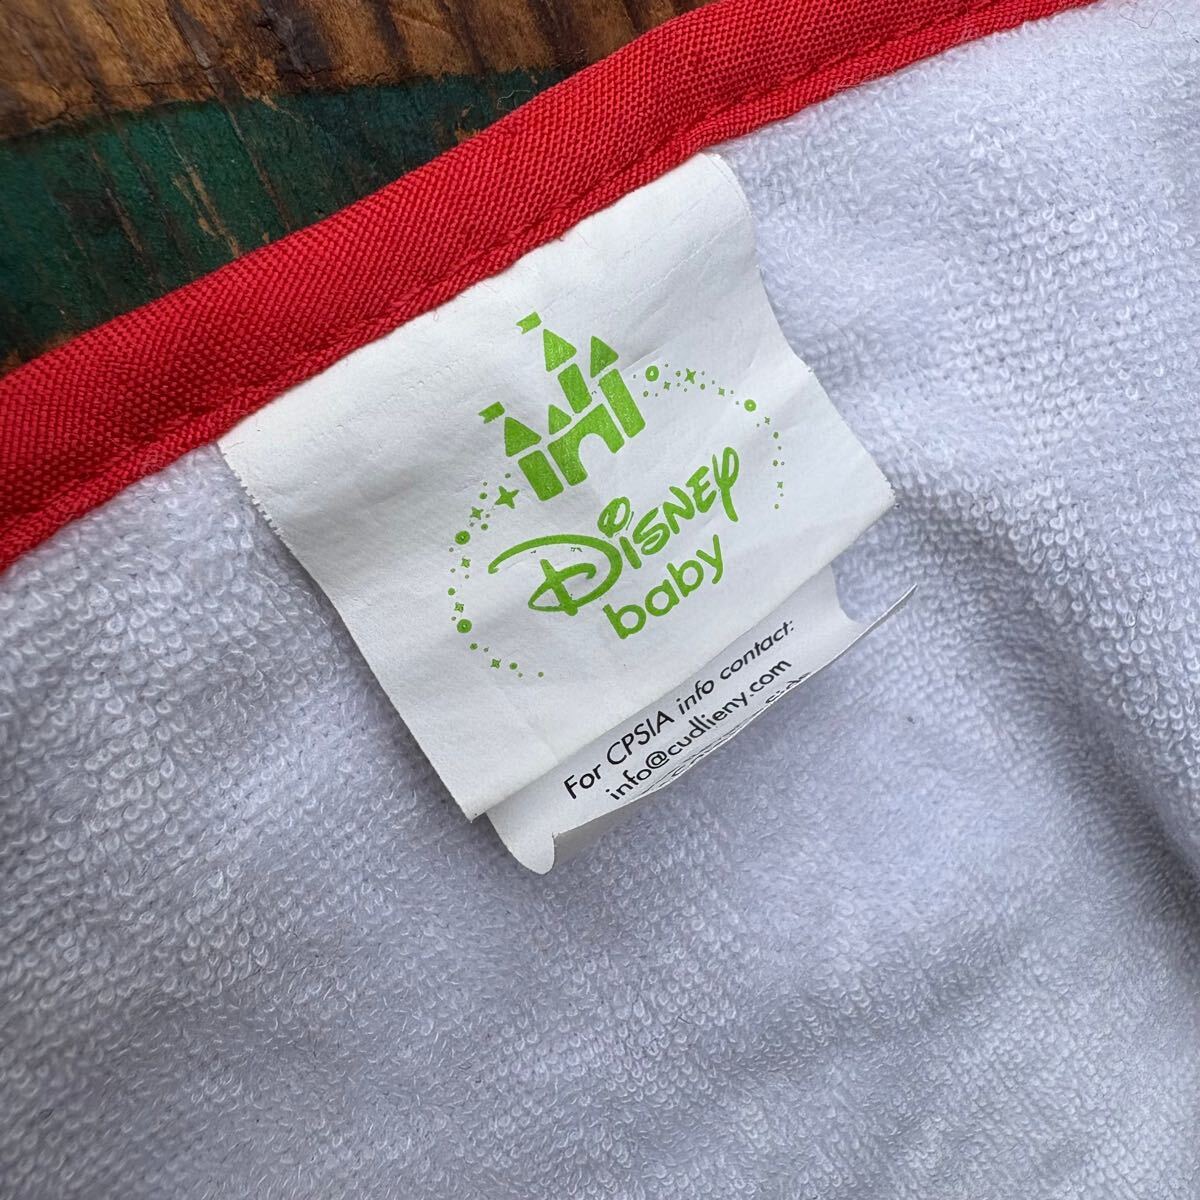 Disney
baby
For CPSIA info contact:
info@cudlieny.com